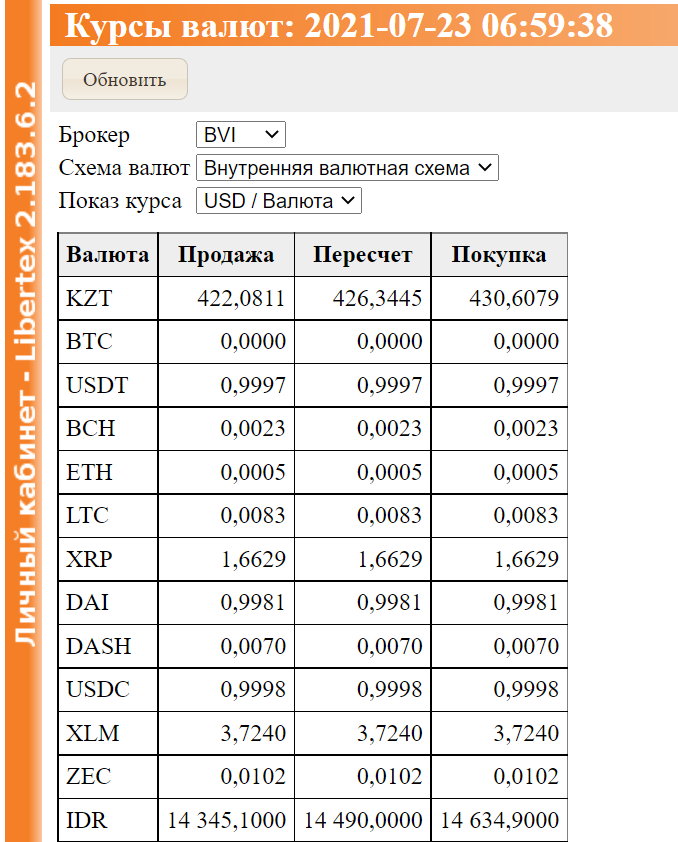 Личный кабинет - Libertex 2.183.6.2
Курсы валют: 2021-07-23 06:59:38
Обновить
Брокер BVI
Схема валют Внутренняя валютная схема
Показ курса USD / Валюта
Валюта Продажа Пересчет Покупка
KZT 422,0811 426,3445 430,6079
BTC 0,0000 0,0000 0,0000
USDT 0,9997 0,9997 0,9997
BCH 0,0023 0,0023 0,0023
ETH 0,0005 0,0005 0,0005
LTC 0,0083 0,0083 0,0083
XRP 1,6629 1,6629 1,6629
DAI 0,9981 0,9981 0,9981
DASH 0,0070 0,0070 0,0070
USDC 0,9998 0,9998 0,9998
XLM 3,7240 3,7240 3,7240
ZEC 0,0102 0,0102 0,0102
IDR 14 345,1000 14 490,0000 14 634,9000